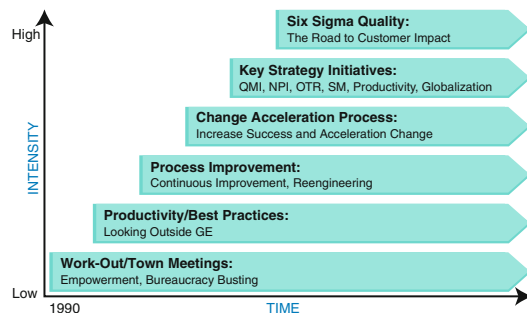 High
Six Sigma Quality:
The Road to Customer Impact
Key Strategy Initiatives:
QMI, NPI, OTR, SM, Productivity, Globalization
Change Acceleration Process:
Increase Success and Acceleration Change
Process Improvement:
Continuous Improvement, Reengineering
Productivity/Best Practices:
Looking Outside GE
Work-Out/Town Meetings:
Empowerment, Bureaucracy Busting
INTENSITY
Low
1990
TIME